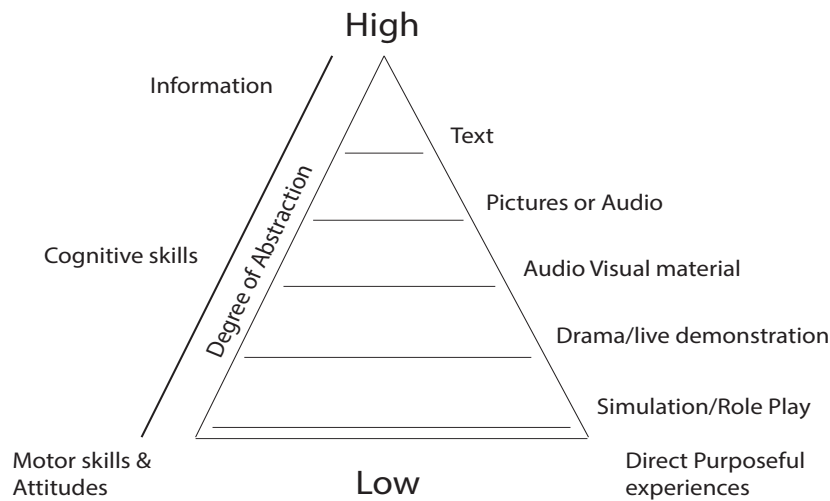 High
Information
Text
Degree of Abstraction
Pictures or Audio
Cognitive skills
Audio Visual material
Drama/live demonstration
Simulation/Role Play
Motor skills &
Attitudes
Low
Direct Purposeful
experiences